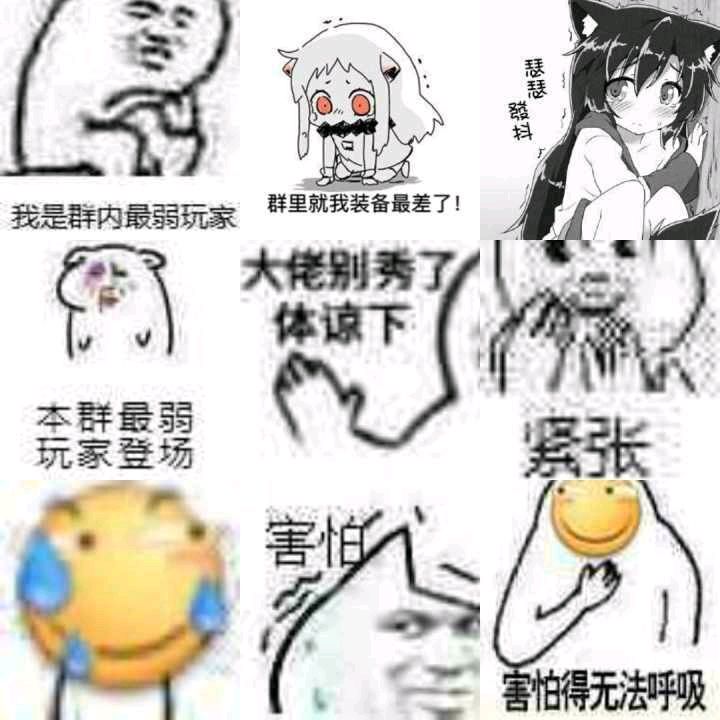 我是群内最弱玩家
群里就我装备最差了!
瑟瑟
發抖
本群最弱
玩家登场
大佬别秀了
体谅下
紧张
害怕
害怕得无法呼吸